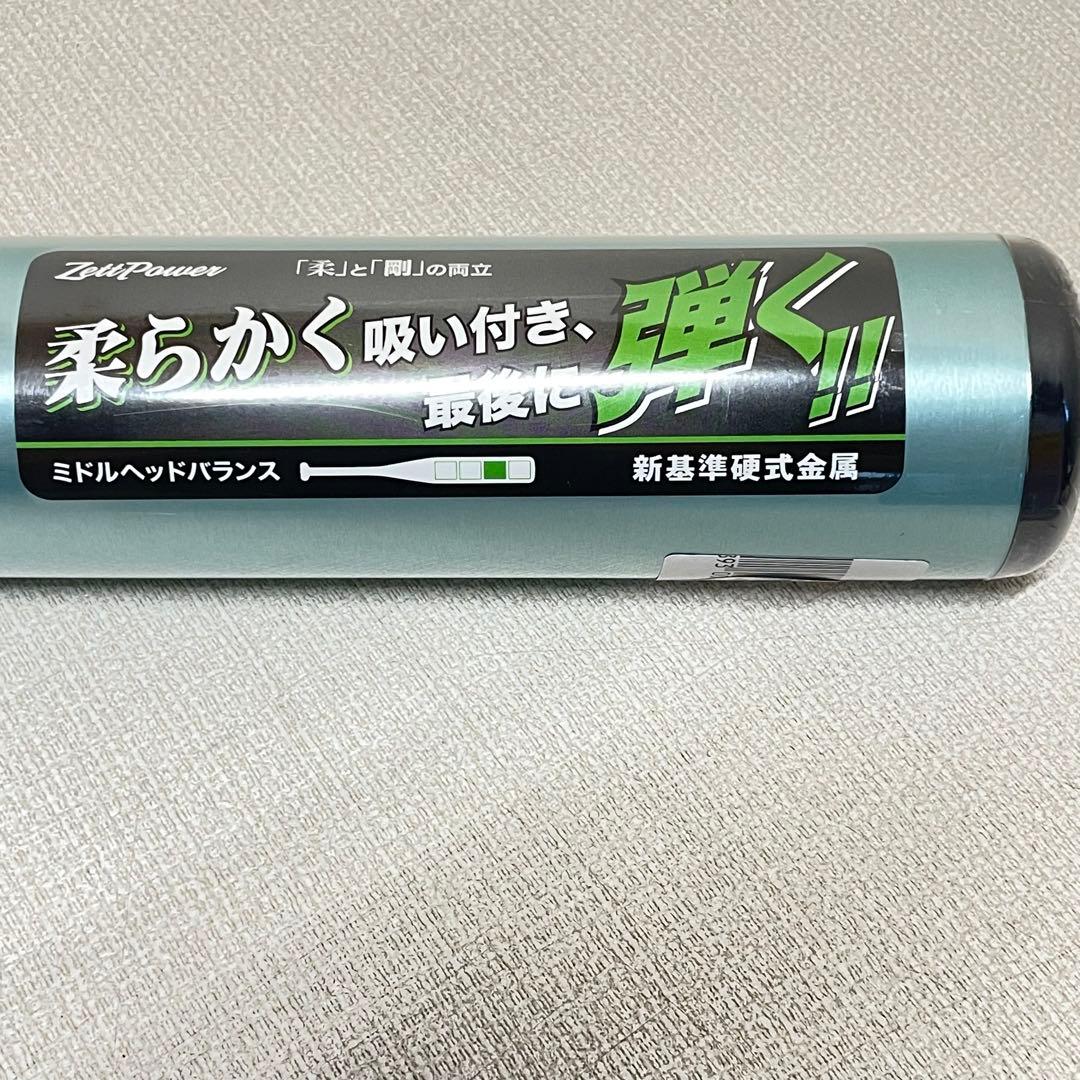 ZettPower
「柔」と「剛」の両立
柔らかく吸い付き、
最後に弾く!!
ミドルヘッドバランス
新基準硬式金属